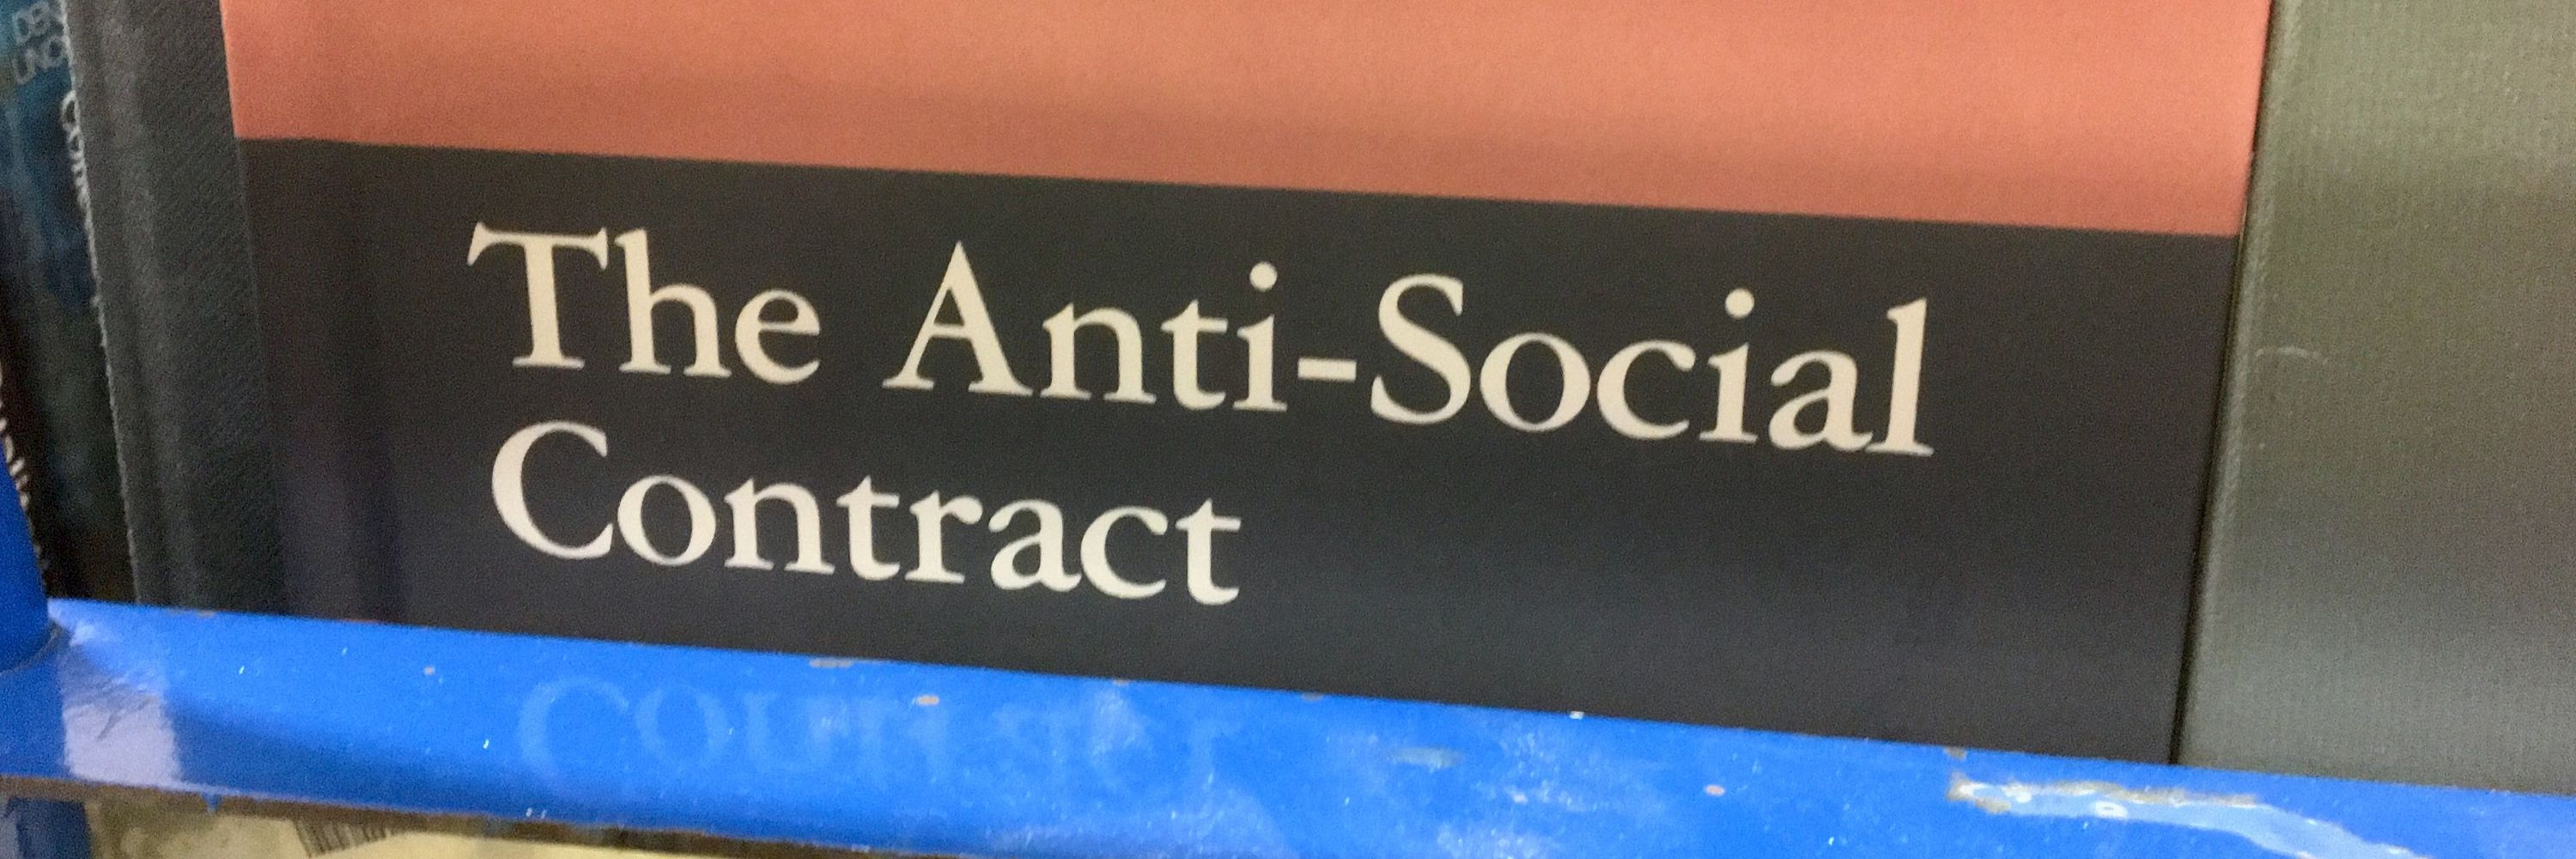 The Anti-Social
Contract